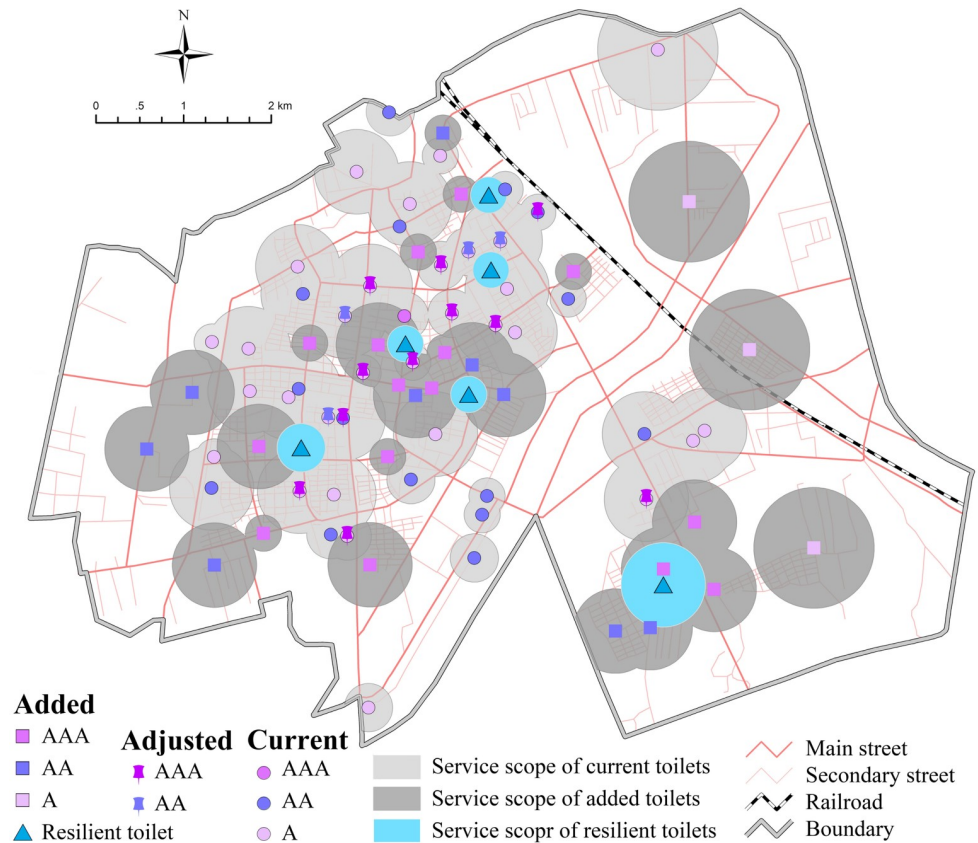 N
0 .5 1 2 km
Added
AAA
AA
A
Resilient toilet
Adjusted
AAA
AA
Current
AAA
AA
A
Service scope of current toilets
Service scope of added toilets
Service scopr of resilient toilets
Main street
Secondary street
Railroad
Boundary